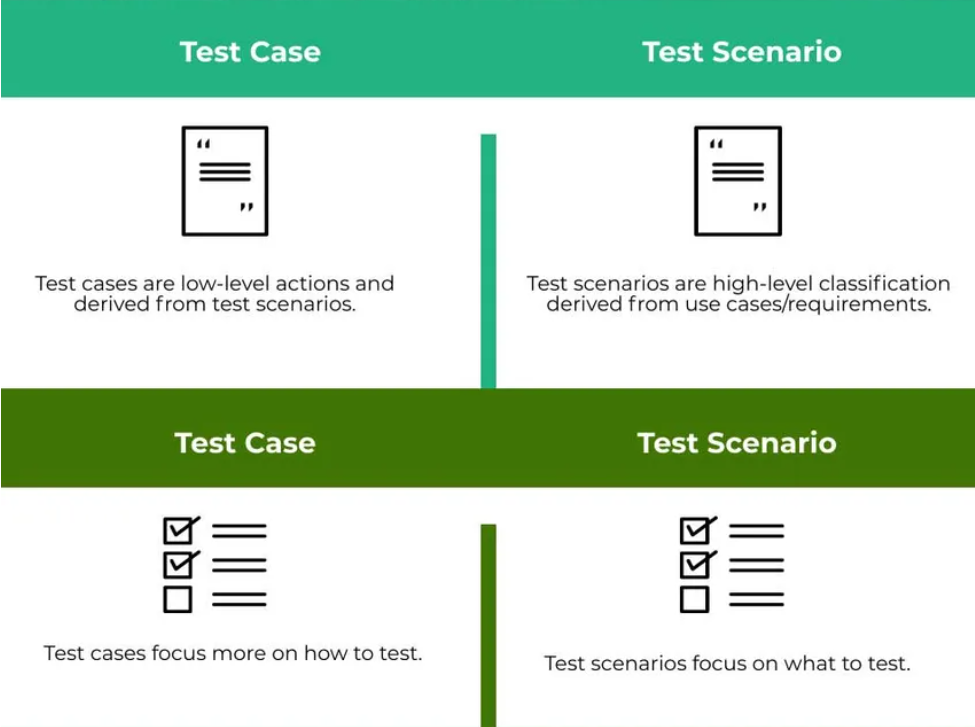 Test Case
Test Scenario
“
”
“
”
Test cases are low-level actions and
derived from test scenarios.
Test scenarios are high-level classification
derived from use cases/requirements.
Test Case
Test Scenario
Test cases focus more on how to test.
Test scenarios focus on what to test.